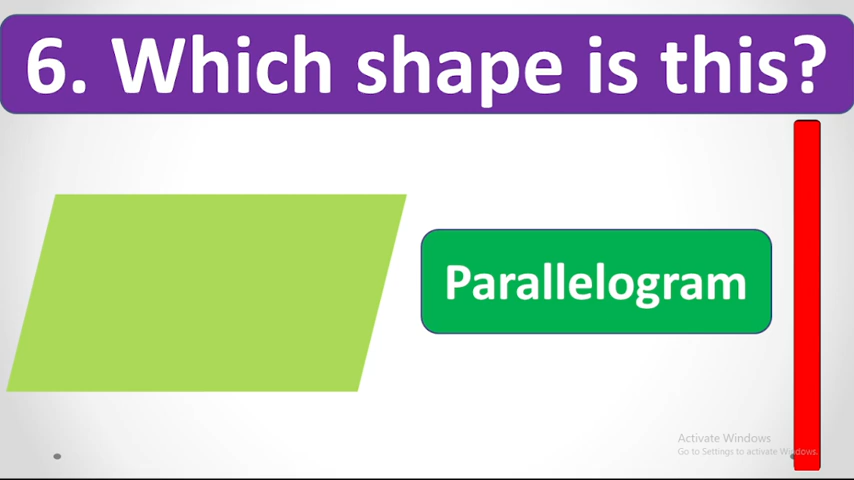 6. Which shape is this?
Parallelogram
Activate Windows
Go to Settings to activate Windows.